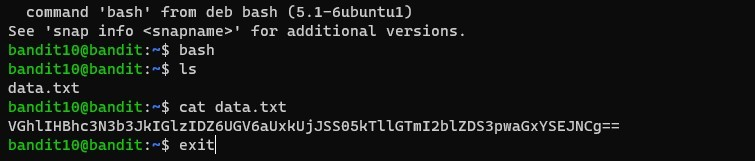 command 'bash' from deb bash (5.1-6ubuntu1)
See 'snap info <snapname>' for additional versions.
bandit10@bandit:~$ bash
bandit10@bandit:~$ ls
data.txt
bandit10@bandit:~$ cat data.txt
VGhlIHBhc3N3b3JkIGlzIDZ6UGV6aUxkUjJSS05kTllGTmI2blZDS3pwaGxYSEJNCg==
bandit10@bandit:~$ exit